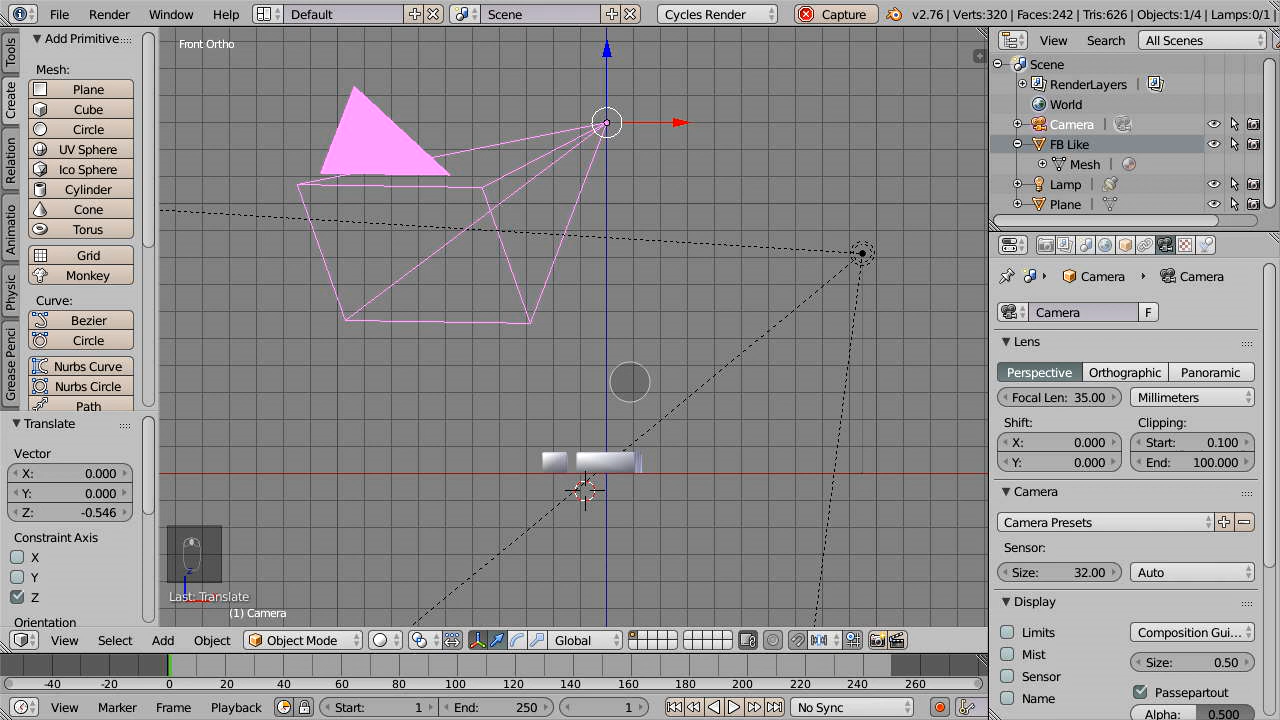 File Render Window Help Default Scene Cycles Render Capture v2.76 | Verts:320 | Faces:242 | Tris:626 | Objects:1/4 | Lamps:0/1
Tools
Create
Relation
Animatio
Physic
Grease Penci
Add Primitive
Mesh:
Plane
Cube
Circle
UV Sphere
Ico Sphere
Cylinder
Cone
Torus
Grid
Monkey
Curve:
Bezier
Circle
Nurbs Curve
Nurbs Circle
Path
Translate
Vector
X: 0.000
Y: 0.000
Z: -0.546
Constraint Axis
X
Y
Z
Orientation
Front Ortho
Last: Translate
(1) Camera
View Search All Scenes
Scene
RenderLayers |
World
Camera |
FB Like
Mesh |
Lamp |
Plane |
Camera Camera
Camera F
Lens
Perspective Orthographic Panoramic
Focal Len: 35.00 Millimeters
Shift: Clipping:
X: 0.000 Start: 0.100
Y: 0.000 End: 100.000
Camera
Camera Presets
Sensor:
Size: 32.00 Auto
Display
Limits Composition Gui...
Mist Size: 0.50
Sensor Passepartout
Name Alpha: 0.500
View Select Add Object Object Mode Global
-40 -20 0 20 40 60 80 100 120 140 160 180 200 220 240 260
View Marker Frame Playback Start: 1 End: 250 1 No Sync